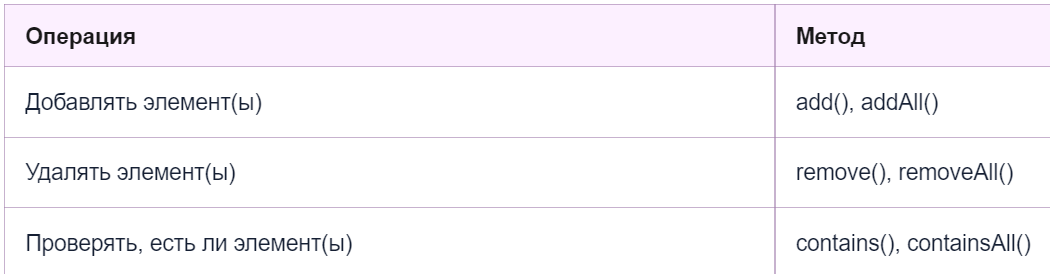 Операция Метод
Добавлять элемент(ы) add(), addAll()
Удалять элемент(ы) remove(), removeAll()
Проверять, есть ли элемент(ы) contains(), containsAll()